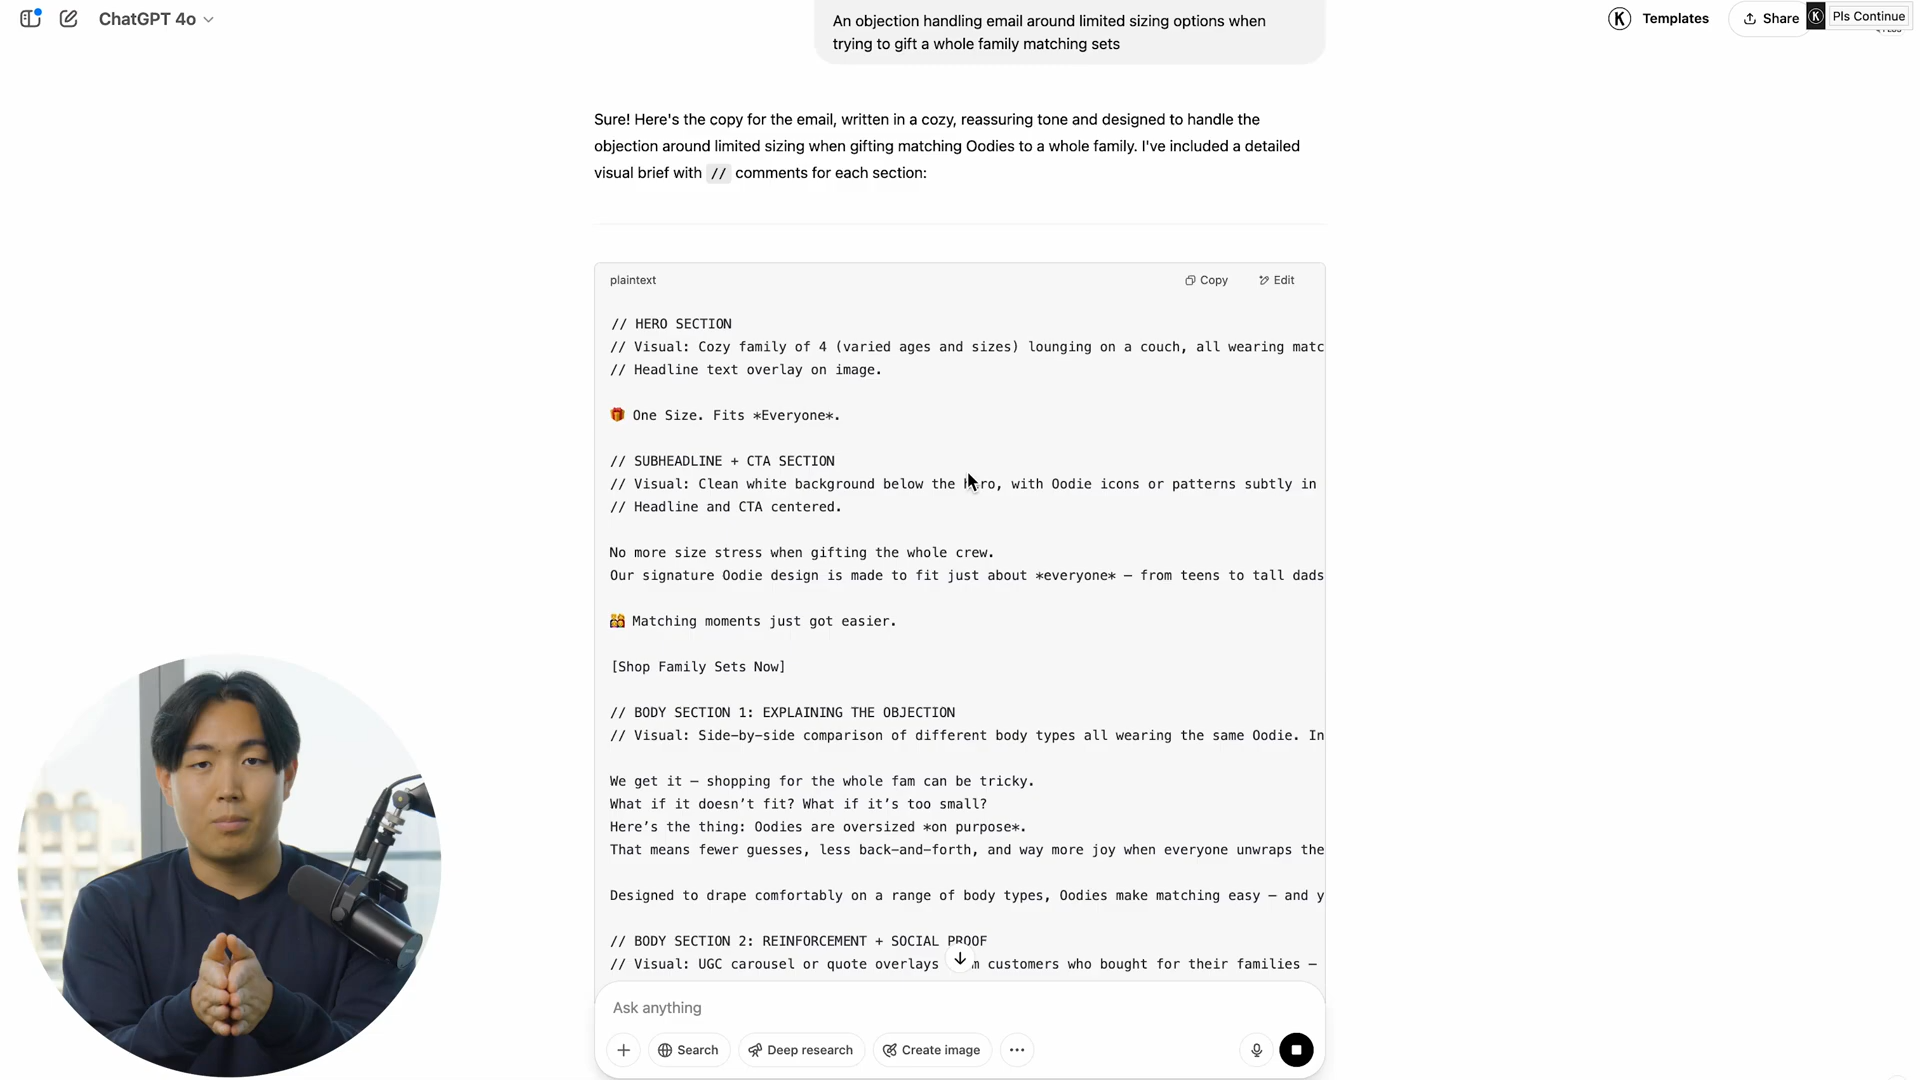 ChatGPT 4o
An objection handling email around limited sizing options when
trying to gift a whole family matching sets
K Templates
Share
K Pls Continue
Sure! Here's the copy for the email, written in a cozy, reassuring tone and designed to handle the
objection around limited sizing when gifting matching Oodies to a whole family. I've included a detailed
visual brief with // comments for each section:
plaintext
Copy
Edit
// HERO SECTION
// Visual: Cozy family of 4 (varied ages and sizes) lounging on a couch, all wearing matc
// Headline text overlay on image.
🎁 One Size. Fits *Everyone*.
// SUBHEADLINE + CTA SECTION
// Visual: Clean white background below the hero, with Oodie icons or patterns subtly in
// Headline and CTA centered.
No more size stress when gifting the whole crew.
Our signature Oodie design is made to fit just about *everyone* — from teens to tall dads
Matching moments just got easier.
[Shop Family Sets Now]
// BODY SECTION 1: EXPLAINING THE OBJECTION
// Visual: Side-by-side comparison of different body types all wearing the same Oodie. In
We get it — shopping for the whole fam can be tricky.
What if it doesn’t fit? What if it’s too small?
Here’s the thing: Oodies are oversized *on purpose*.
That means fewer guesses, less back-and-forth, and way more joy when everyone unwraps the
Designed to drape comfortably on a range of body types, Oodies make matching easy — and y
// BODY SECTION 2: REINFORCEMENT + SOCIAL PROOF
// Visual: UGC carousel or quote overlays customers who bought for their families —
Ask anything
Search
Deep research
Create image